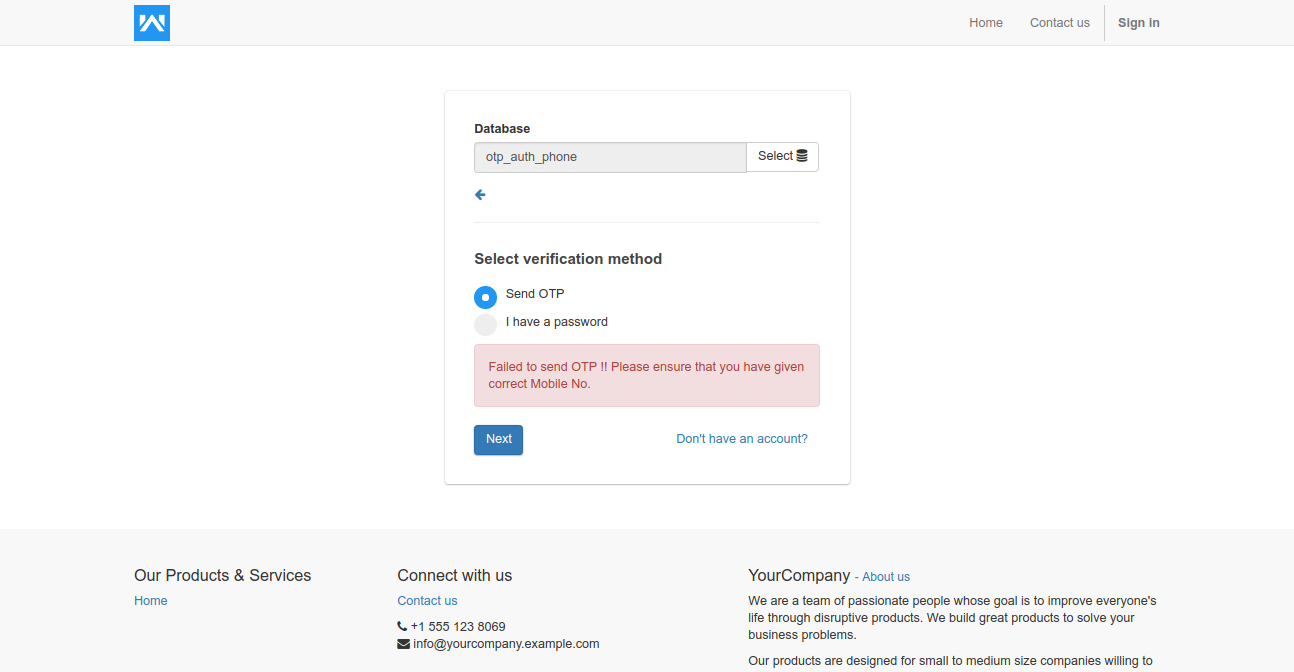 Home
Contact us
Sign in
Database
otp_auth_phone
Select
Select verification method
Send OTP
I have a password
Failed to send OTP !! Please ensure that you have given
correct Mobile No.
Next
Don't have an account?
Our Products & Services
Home
Connect with us
Contact us
+1 555 123 8069
info@yourcompany.example.com
YourCompany - About us
We are a team of passionate people whose goal is to improve everyone's
life through disruptive products. We build great products to solve your
business problems.
Our products are designed for small to medium size companies willing to